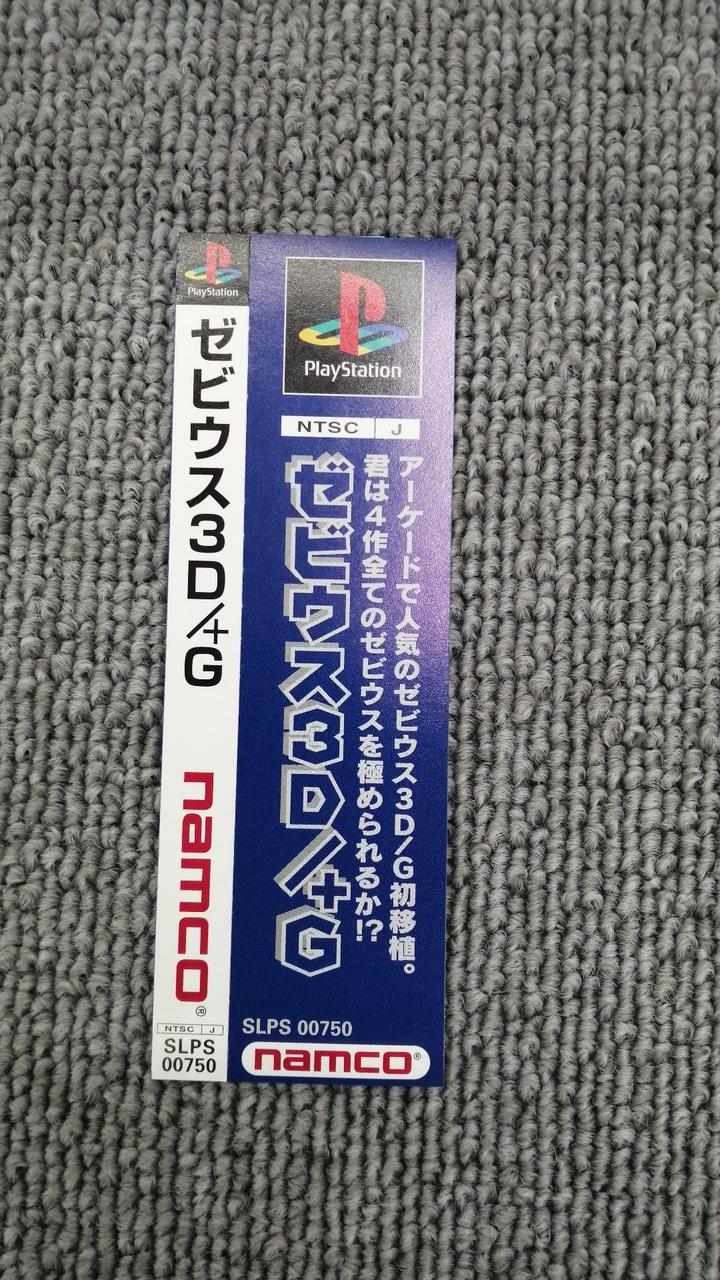 PlayStation
ゼビウス3D/+G
namco®
NTSC J
SLPS
00750
PlayStation
NTSC J
アーケードで人気のゼビウス3D/G初移植。
君は4作全てのゼビウスを極められるか!?
ゼビウス3D/+G
SLPS 00750
namco®